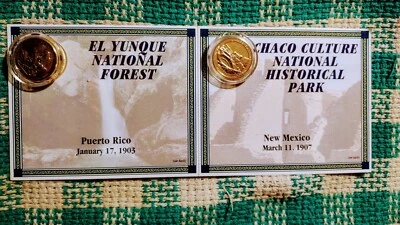 EL YUNQUE
NATIONAL
FOREST
Puerto Rico
January 17, 1903
CHACO CULTURE
NATIONAL
HISTORICAL
PARK
New Mexico
March 11, 1907